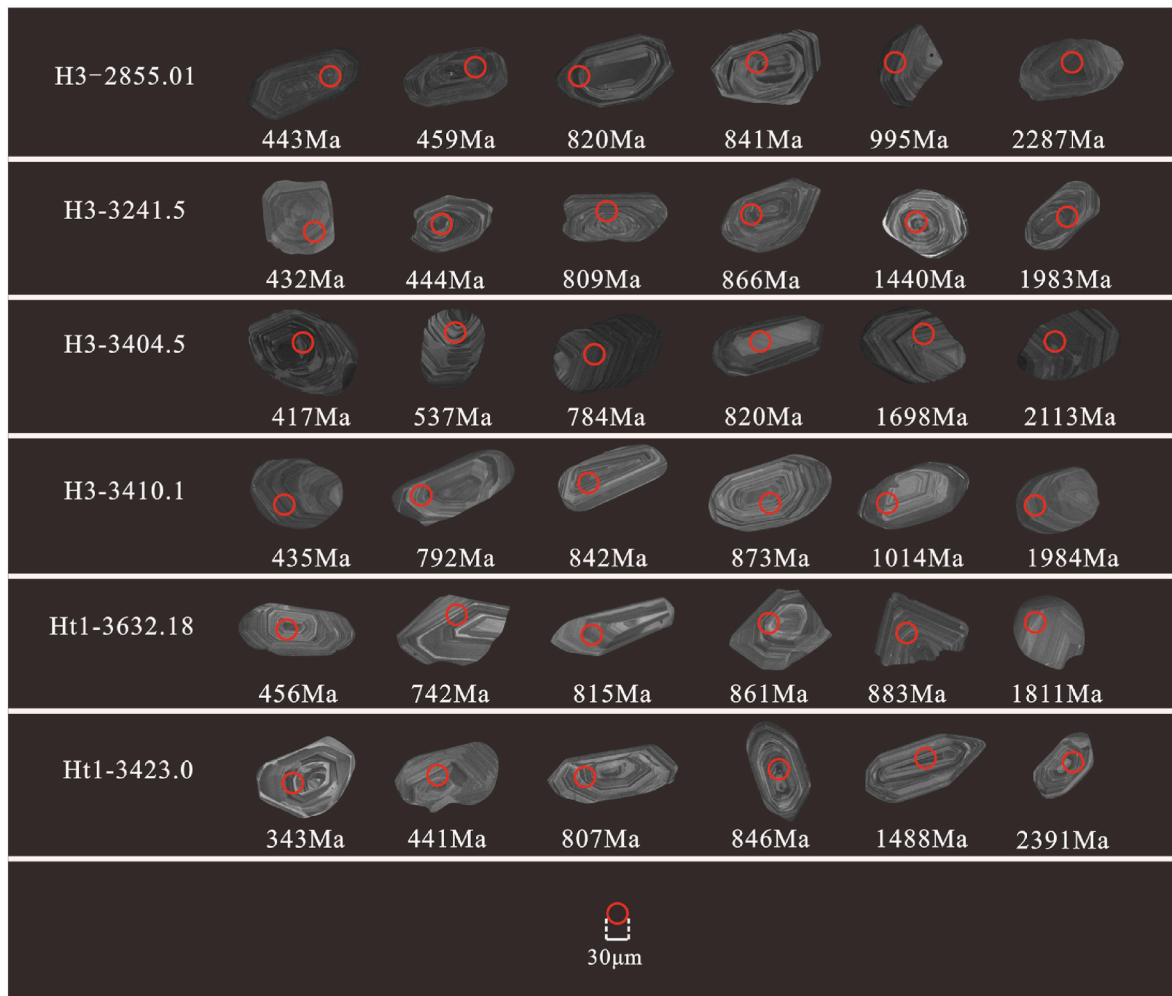 H3-2855.01
443Ma 459Ma 820Ma 841Ma 995Ma 2287Ma
H3-3241.5
432Ma 444Ma 809Ma 866Ma 1440Ma 1983Ma
H3-3404.5
417Ma 537Ma 784Ma 820Ma 1698Ma 2113Ma
H3-3410.1
435Ma 792Ma 842Ma 873Ma 1014Ma 1984Ma
Ht1-3632.18
456Ma 742Ma 815Ma 861Ma 883Ma 1811Ma
Ht1-3423.0
343Ma 441Ma 807Ma 846Ma 1488Ma 2391Ma
30μm